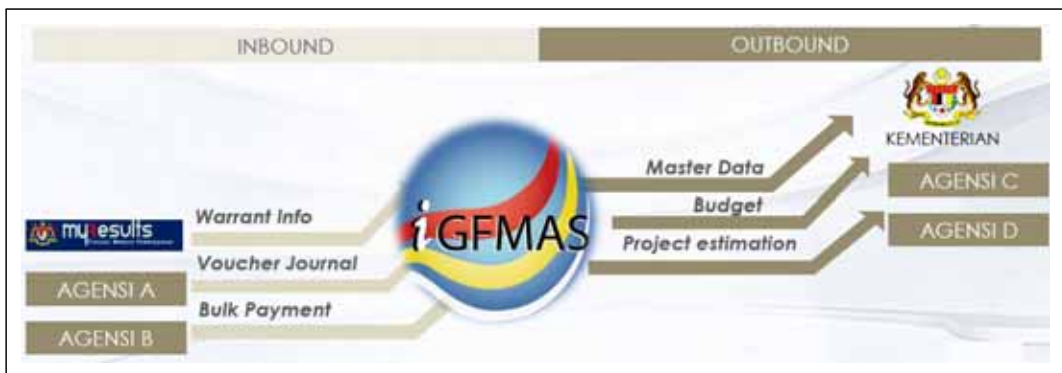 INBOUND
OUTBOUND
KEMENTERIAN
Master Data
AGENSI C
Budget
myResults
Warrant Info
iGFMAS
Project estimation
AGENSI D
Voucher Journal
AGENSI A
Bulk Payment
AGENSI B